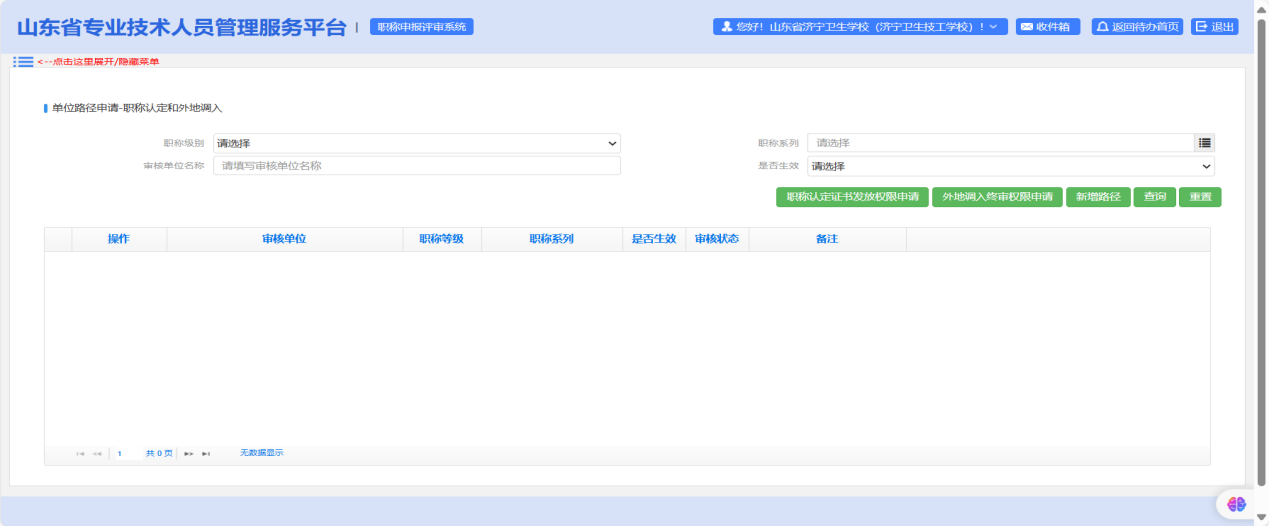 山东省专业技术人员管理服务平台 | 职称申报评审系统 您好！山东省济宁卫生学校（济宁卫生技工学校）！ 收件箱 返回待办首页 退出
<--点击这里展开/隐藏菜单
单位路径申请-职称认定和外地调入
职称级别 请选择 职称系列 请选择
审核单位名称 请填写审核单位名称 是否生效 请选择
职称认定证书发放权限申请 外地调入终审权限申请 新增路径 查询 重置
操作 审核单位 职称等级 职称系列 是否生效 审核状态 备注
1 共 0 页 无数据显示